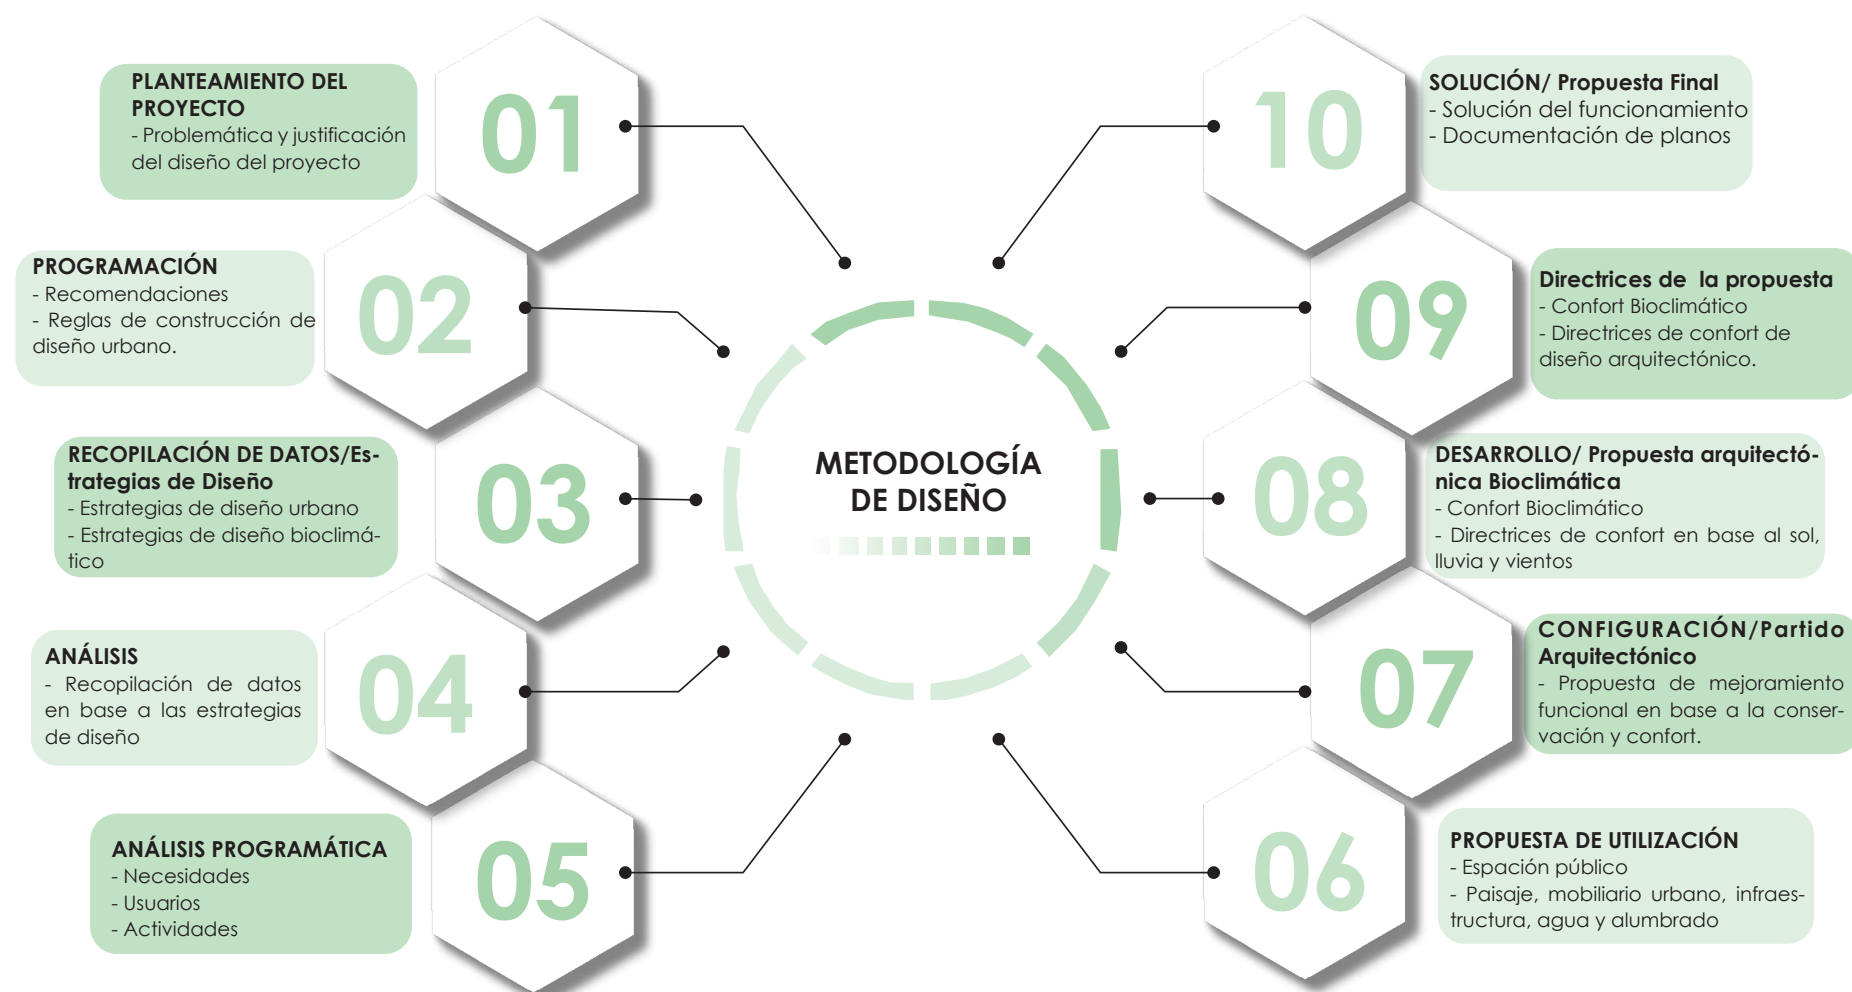 01
PLANTEAMIENTO DEL
PROYECTO
- Problemática y justificación
del diseño del proyecto
02
PROGRAMACIÓN
- Recomendaciones
- Reglas de construcción de
diseño urbano.
03
RECOPILACIÓN DE DATOS/Es-
trategias de Diseño
- Estrategias de diseño urbano
- Estrategias de diseño bioclimá-
tico
04
ANÁLISIS
- Recopilación de datos
en base a las estrategias
de diseño
05
ANÁLISIS PROGRAMÁTICA
- Necesidades
- Usuarios
- Actividades
METODOLOGÍA
DE DISEÑO
06
PROPUESTA DE UTILIZACIÓN
- Espación público
- Paisaje, mobiliario urbano, infraes-
tructura, agua y alumbrado
07
CONFIGURACIÓN/Partido
Arquitectónico
- Propuesta de mejoramiento
funcional en base a la conser-
vación y confort.
08
DESARROLLO/ Propuesta arquitectó-
nica Bioclimática
- Confort Bioclimático
- Directrices de confort en base al sol,
lluvia y vientos
09
Directrices de la propuesta
- Confort Bioclimático
- Directrices de confort de
diseño arquitectónico.
10
SOLUCIÓN/ Propuesta Final
- Solución del funcionamiento
- Documentación de planos